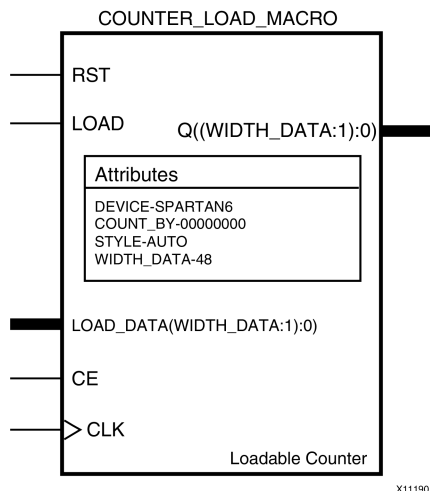 COUNTER_LOAD_MACRO
RST
LOAD
Q((WIDTH_DATA:1):0)
Attributes
DEVICE-SPARTAN6
COUNT_BY-00000000
STYLE-AUTO
WIDTH_DATA-48
LOAD_DATA(WIDTH_DATA:1):0)
CE
CLK
Loadable Counter
X11190